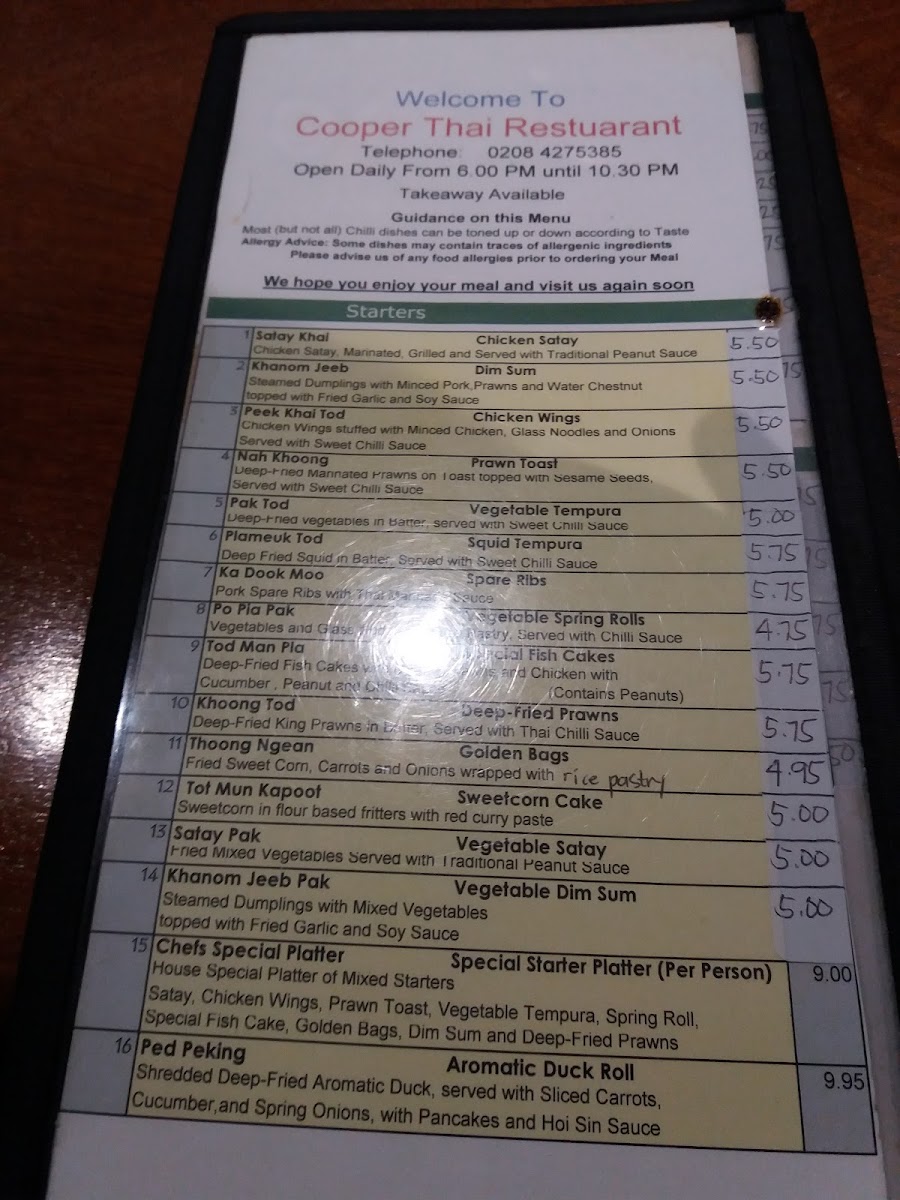 Welcome To
Cooper Thai Restuarant
Telephone: 0208 4275385
Open Daily From 6.00 PM until 10.30 PM
Takeaway Available
Guidance on this Menu
Most (but not all) Chilli dishes can be toned up or down according to Taste
Allergy Advice: Some dishes may contain traces of allergenic ingredients
Please advise us of any food allergies prior to ordering your Meal
We hope you enjoy your meal and visit us again soon
Starters
1 Satay Khai Chicken Satay 5.50
Chicken Satay, Marinated, Grilled and Served with Traditional Peanut Sauce
2 Khanom Jeeb Dim Sum 5.50
Steamed Dumplings with Minced Pork,Prawns and Water Chestnut
topped with Fried Garlic and Soy Sauce
3 Peek Khai Tod Chicken Wings 5.50
Chicken Wings stuffed with Minced Chicken, Glass Noodles and Onions
Served with Sweet Chilli Sauce
4 Nah Khoong Prawn Toast 5.50
Deep-Fried Marinated Prawns on Toast topped with Sesame Seeds,
Served with Sweet Chilli Sauce
5 Pak Tod Vegetable Tempura 5.00
Deep-Fried vegetables in Batter, served with Sweet Chilli Sauce
6 Plameuk Tod Squid Tempura 5.75
Deep Fried Squid in Batter, Served with Sweet Chilli Sauce
7 Ka Dook Moo Spare Ribs 5.75
Pork Spare Ribs with Thai Sauce
8 Po Pia Pak Vegetable Spring Rolls 4.75
Vegetables and Glass Pastry, Served with Chilli Sauce
9 Tod Man Pla Special Fish Cakes 5.75
Deep-Fried Fish Cakes and Chicken with
Cucumber , Peanut and (Contains Peanuts)
10 Khoong Tod Deep-Fried Prawns 5.75
Deep-Fried King Prawns in Batter, Served with Thai Chilli Sauce
11 Thoong Ngean Golden Bags 4.95
Fried Sweet Corn, Carrots and Onions wrapped with rice pastry
12 Tot Mun Kapoot Sweetcorn Cake 5.00
Sweetcorn in flour based fritters with red curry paste
13 Satay Pak Vegetable Satay 5.00
Fried Mixed Vegetables Served with Traditional Peanut Sauce
14 Khanom Jeeb Pak Vegetable Dim Sum 5.00
Steamed Dumplings with Mixed Vegetables
topped with Fried Garlic and Soy Sauce
15 Chefs Special Platter Special Starter Platter (Per Person) 9.00
House Special Platter of Mixed Starters
Satay, Chicken Wings, Prawn Toast, Vegetable Tempura, Spring Roll,
Special Fish Cake, Golden Bags, Dim Sum and Deep-Fried Prawns
16 Ped Peking Aromatic Duck Roll 9.95
Shredded Deep-Fried Aromatic Duck, served with Sliced Carrots,
Cucumber,and Spring Onions, with Pancakes and Hoi Sin Sauce